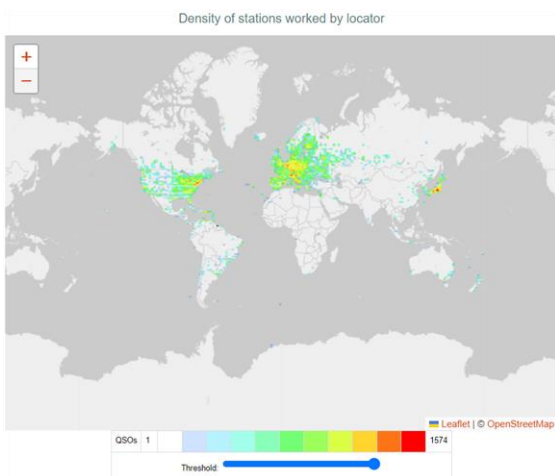 Density of stations worked by locator
+
−
Leaflet | © OpenStreetMap
QSOs 1 1574
Threshold: